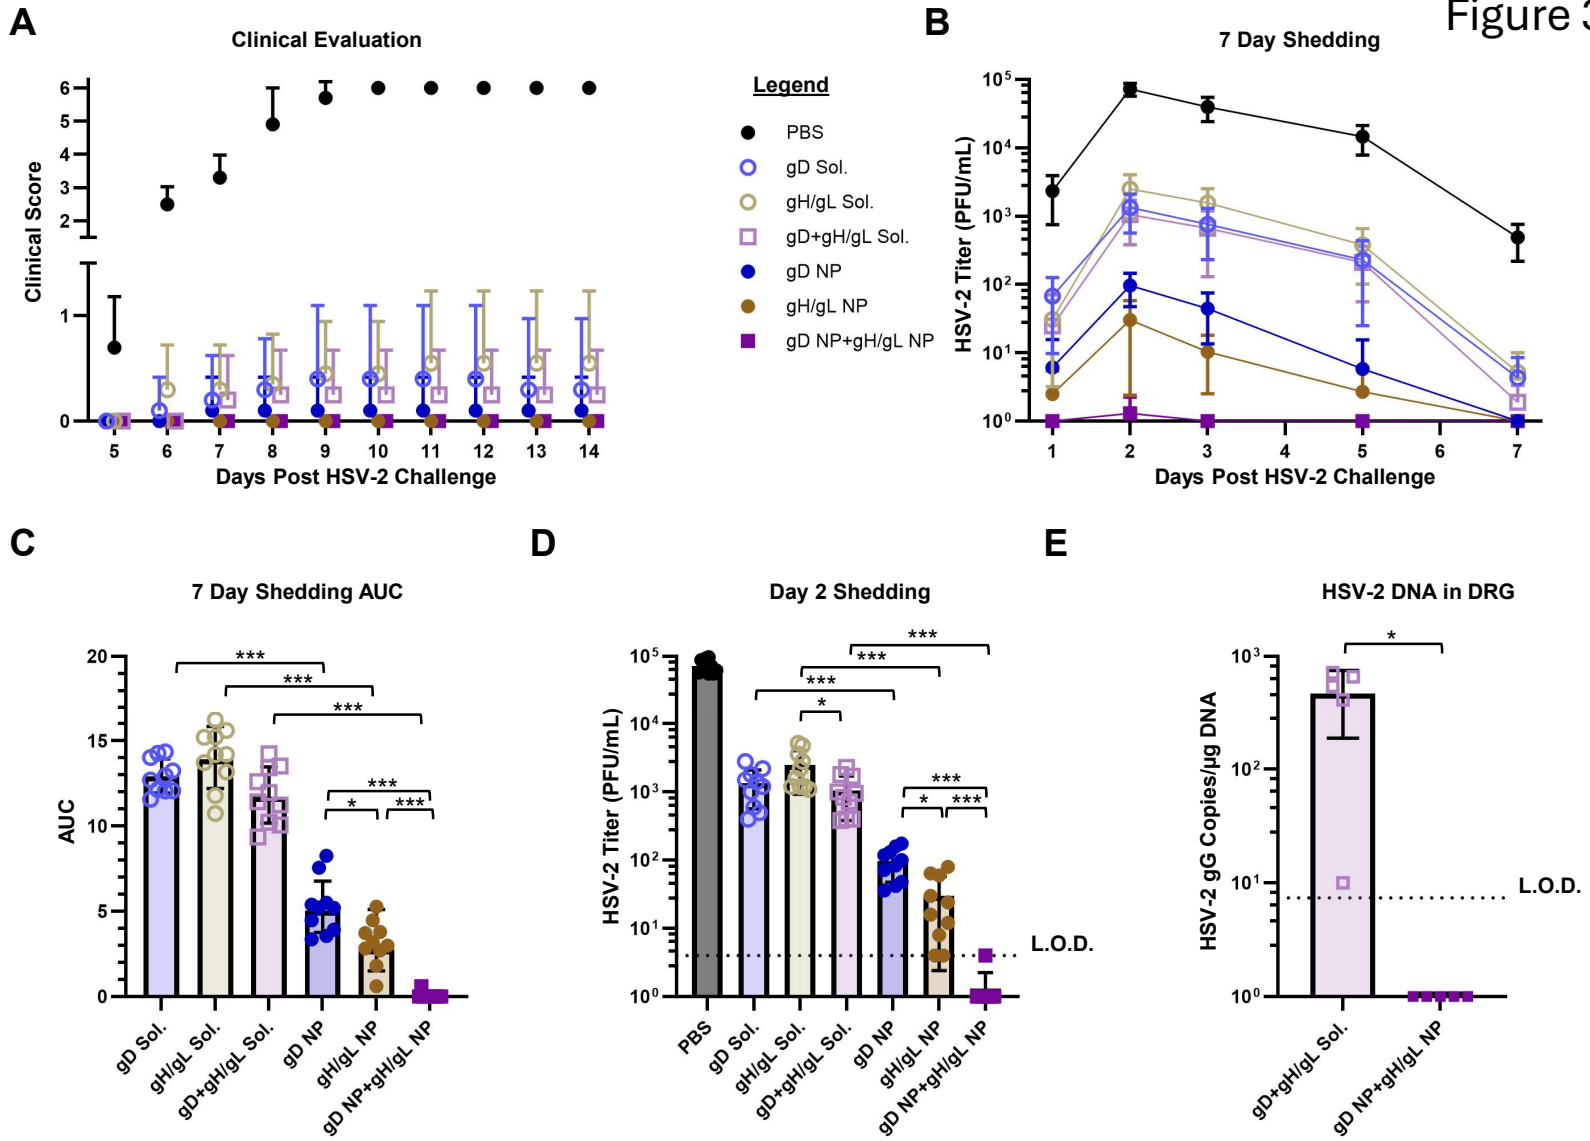 Figure 3
A
Clinical Evaluation
Clinical Score
6
5
4
3
2
1
0
5 6 7 8 9 10 11 12 13 14
Days Post HSV-2 Challenge
Legend
PBS
gD Sol.
gH/gL Sol.
gD+gH/gL Sol.
gD NP
gH/gL NP
gD NP+gH/gL NP
B
7 Day Shedding
HSV-2 Titer (PFU/mL)
10⁵
10⁴
10³
10²
10¹
10⁰
1 2 3 4 5 6 7
Days Post HSV-2 Challenge
C
7 Day Shedding AUC
AUC
20
15
10
5
0
***
***
***
***
* ***
gD Sol.
gH/gL Sol.
gD+gH/gL Sol.
gD NP
gH/gL NP
gD NP+gH/gL NP
D
Day 2 Shedding
HSV-2 Titer (PFU/mL)
10⁵
10⁴
10³
10²
10¹
10⁰
***
***
***
*
***
* ***
L.O.D.
PBS
gD Sol.
gH/gL Sol.
gD+gH/gL Sol.
gD NP
gH/gL NP
gD NP+gH/gL NP
E
HSV-2 DNA in DRG
HSV-2 gG Copies/µg DNA
10³
10²
10¹
10⁰
*
L.O.D.
gD+gH/gL Sol.
gD NP+gH/gL NP